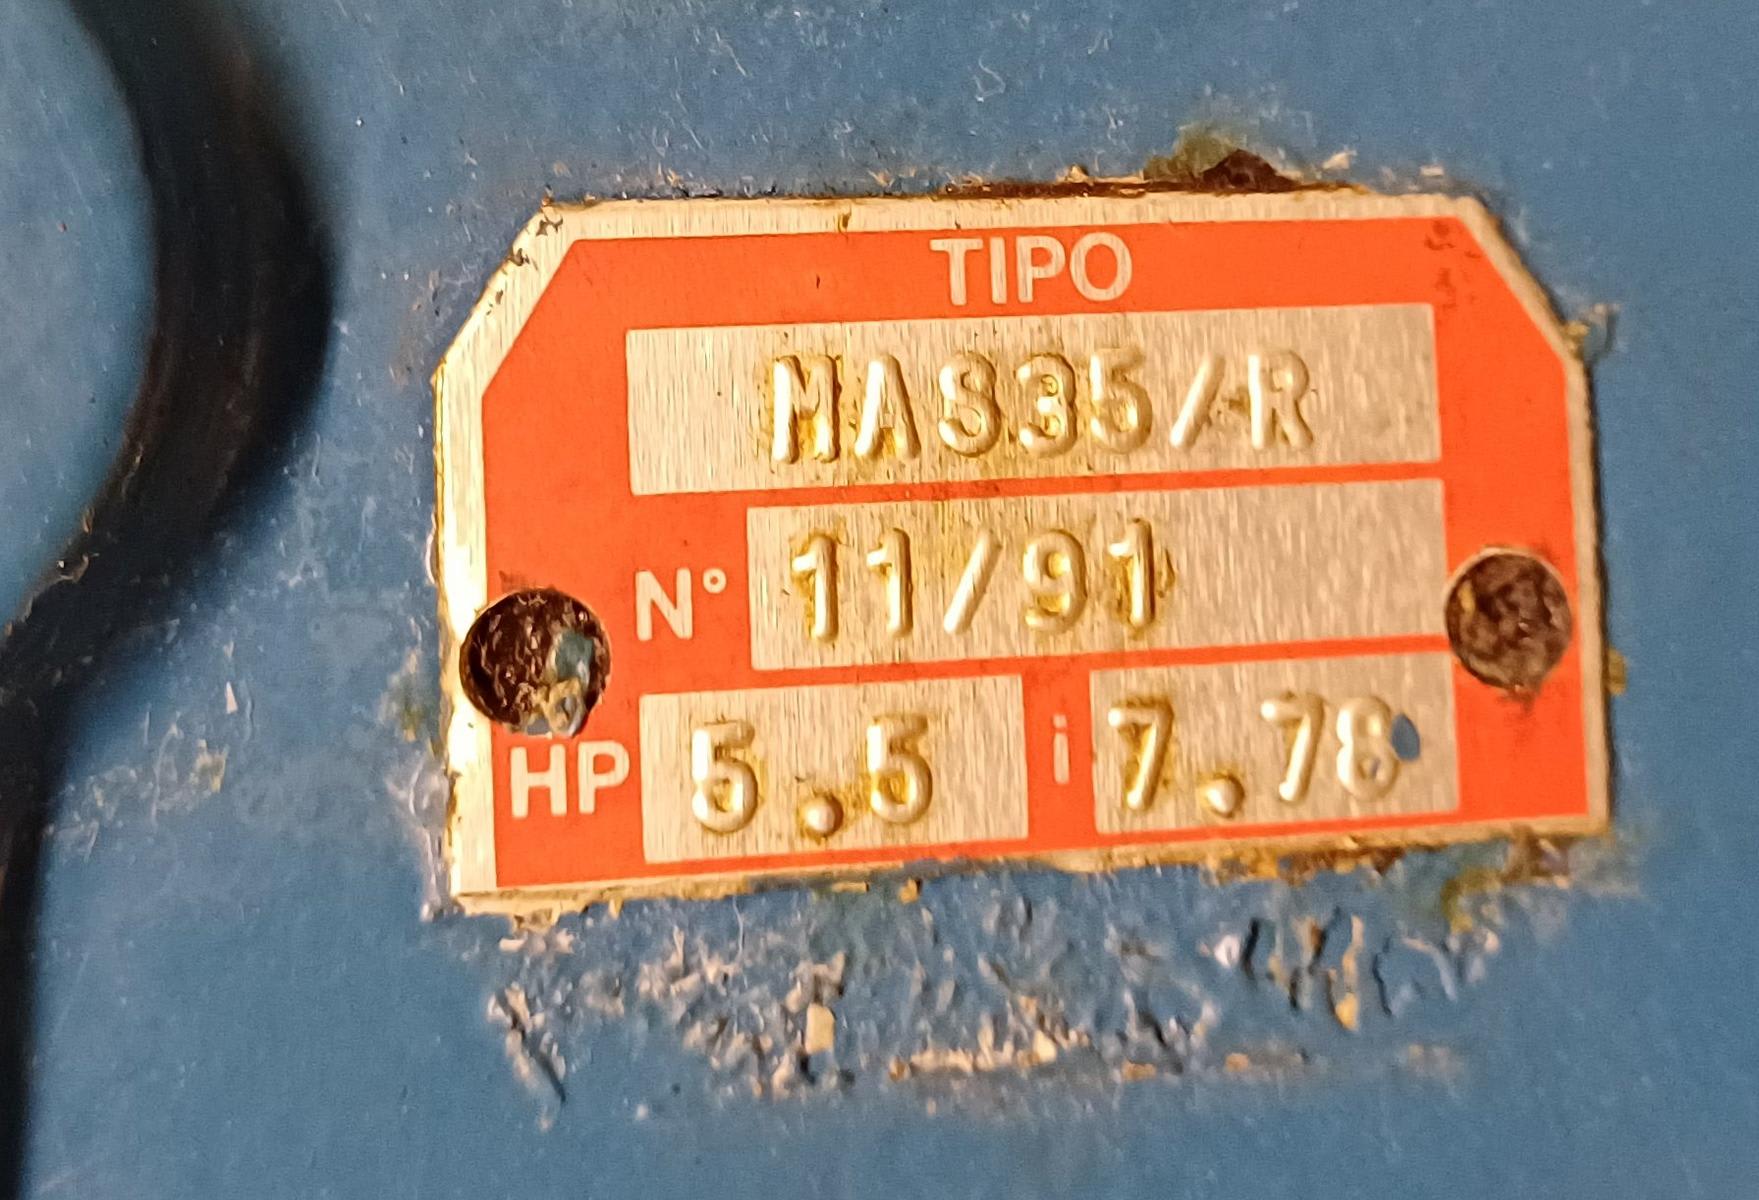 TIPO
MAS35/R
N° 11/91
HP 5.5 i 7.78